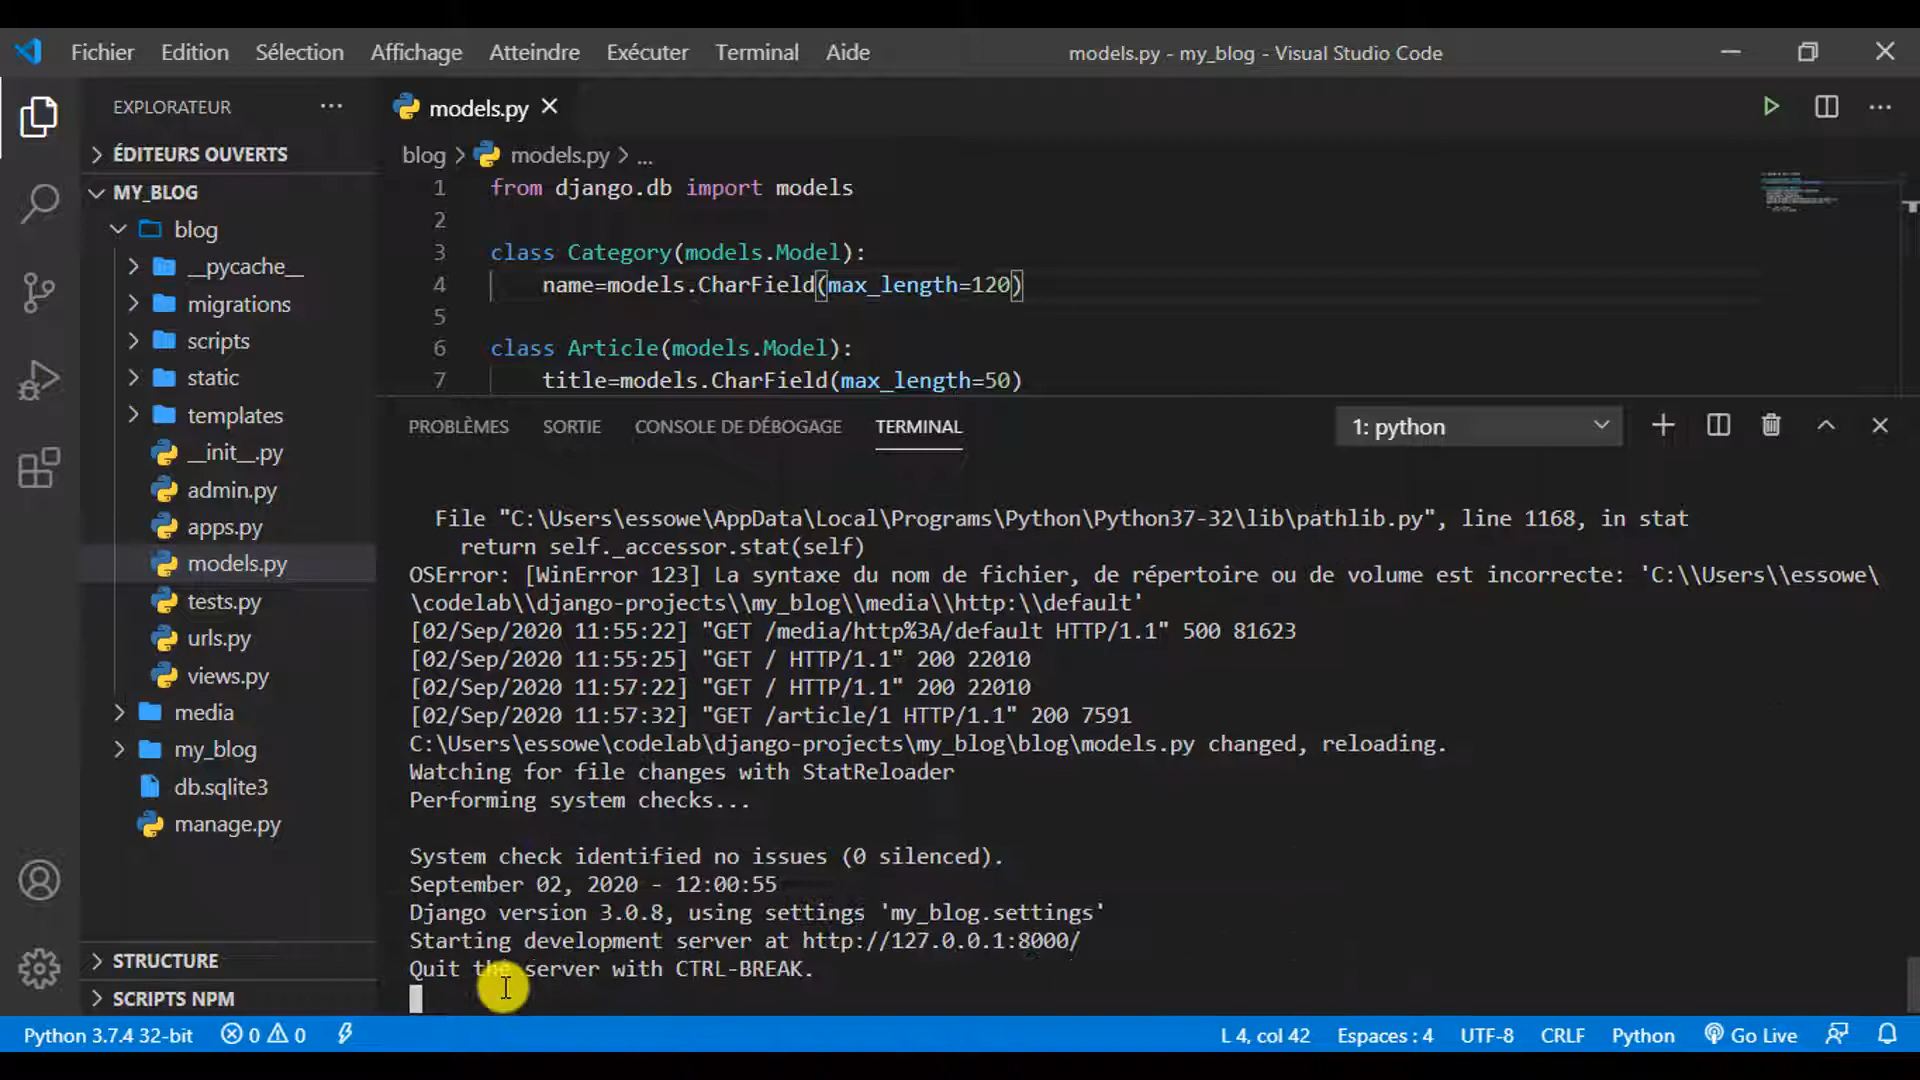 Fichier Edition Sélection Affichage Atteindre Exécuter Terminal Aide models.py - my_blog - Visual Studio Code
EXPLORATEUR
ÉDITEURS OUVERTS
MY_BLOG
blog
__pycache__
migrations
scripts
static
templates
__init__.py
admin.py
apps.py
models.py
tests.py
urls.py
views.py
media
my_blog
db.sqlite3
manage.py
STRUCTURE
SCRIPTS NPM
models.py
blog > models.py > ...
1 from django.db import models
2
3 class Category(models.Model):
4 name=models.CharField(max_length=120)
5
6 class Article(models.Model):
7 title=models.CharField(max_length=50)
PROBLÈMES SORTIE CONSOLE DE DÉBOGAGE TERMINAL 1: python
File "C:\Users\essowe\AppData\Local\Programs\Python\Python37-32\lib\pathlib.py", line 1168, in stat
return self._accessor.stat(self)
OSError: [WinError 123] La syntaxe du nom de fichier, de répertoire ou de volume est incorrecte: 'C:\\Users\\essowe\
\codelab\\django-projects\\my_blog\\media\\http:\\default'
[02/Sep/2020 11:55:22] "GET /media/http%3A/default HTTP/1.1" 500 81623
[02/Sep/2020 11:55:25] "GET / HTTP/1.1" 200 22010
[02/Sep/2020 11:57:22] "GET / HTTP/1.1" 200 22010
[02/Sep/2020 11:57:32] "GET /article/1 HTTP/1.1" 200 7591
C:\Users\essowe\codelab\django-projects\my_blog\blog\models.py changed, reloading.
Watching for file changes with StatReloader
Performing system checks...
System check identified no issues (0 silenced).
September 02, 2020 - 12:00:55
Django version 3.0.8, using settings 'my_blog.settings'
Starting development server at http://127.0.0.1:8000/
Quit the server with CTRL-BREAK.
Python 3.7.4 32-bit 0 0 L 4, col 42 Espaces : 4 UTF-8 CRLF Python Go Live